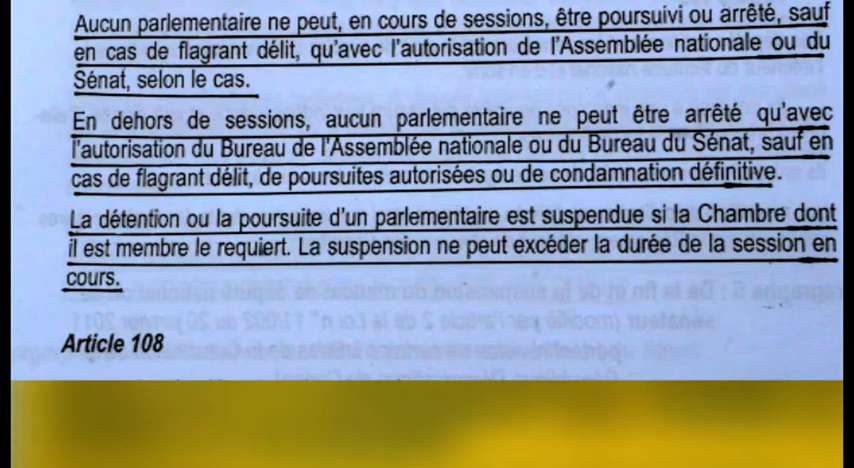 Aucun parlementaire ne peut, en cours de sessions, être poursuivi ou arrêté, sauf
en cas de flagrant délit, qu'avec l'autorisation de l'Assemblée nationale ou du
Sénat, selon le cas.
En dehors de sessions, aucun parlementaire ne peut être arrêté qu'avec
l'autorisation du Bureau de l'Assemblée nationale ou du Bureau du Sénat, sauf en
cas de flagrant délit, de poursuites autorisées ou de condamnation définitive.
La détention ou la poursuite d'un parlementaire est suspendue si la Chambre dont
il est membre le requiert. La suspension ne peut excéder la durée de la session en
cours.
Article 108